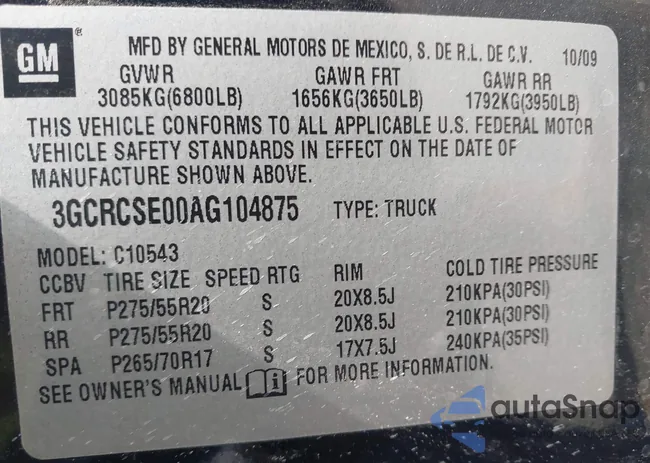 GM
MFD BY GENERAL MOTORS DE MEXICO, S. DE R.L. DE C.V. 10/09
GVWR GAWR FRT GAWR RR
3085KG(6800LB) 1656KG(3650LB) 1792KG(3950LB)
THIS VEHICLE CONFORMS TO ALL APPLICABLE U.S. FEDERAL MOTOR
VEHICLE SAFETY STANDARDS IN EFFECT ON THE DATE OF
MANUFACTURE SHOWN ABOVE.
3GCRCSE00AG104875 TYPE: TRUCK
MODEL: C10543
CCBV TIRE SIZE SPEED RTG RIM COLD TIRE PRESSURE
FRT P275/55R20 S 20X8.5J 210KPA(30PSI)
RR P275/55R20 S 20X8.5J 210KPA(30PSI)
SPA P265/70R17 S 17X7.5J 240KPA(35PSI)
SEE OWNER'S MANUAL i FOR MORE INFORMATION.
autaSnap